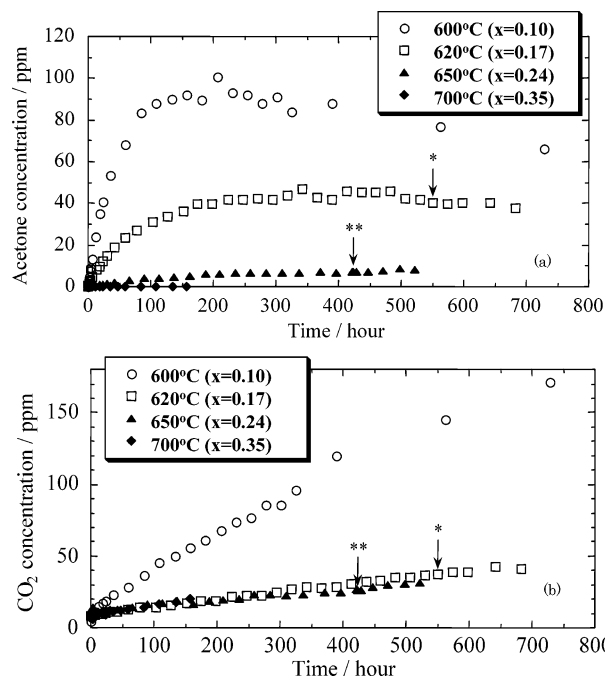 120
100
80
60
40
20
0
Acetone concentration / ppm
600°C (x=0.10)
620°C (x=0.17)
650°C (x=0.24)
700°C (x=0.35)
*
**
(a)
0 100 200 300 400 500 600 700 800
Time / hour
150
100
50
0
CO₂ concentration / ppm
600°C (x=0.10)
620°C (x=0.17)
650°C (x=0.24)
700°C (x=0.35)
**
*
(b)
0 100 200 300 400 500 600 700 800
Time / hour